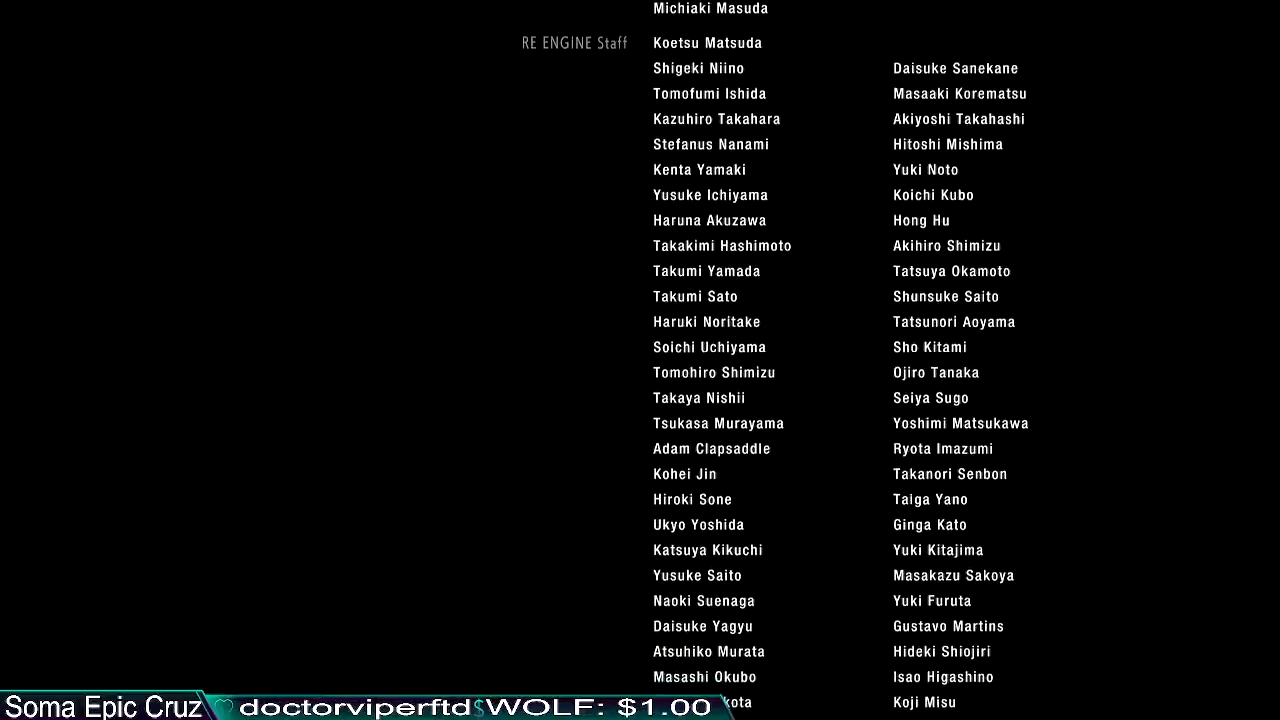 Michiaki Masuda
RE ENGINE Staff Koetsu Matsuda
Shigeki Niino Daisuke Sanekane
Tomofumi Ishida Masaaki Korematsu
Kazuhiro Takahara Akiyoshi Takahashi
Stefanus Nanami Hitoshi Mishima
Kenta Yamaki Yuki Noto
Yusuke Ichiyama Koichi Kubo
Haruna Akuzawa Hong Hu
Takakimi Hashimoto Akihiro Shimizu
Takumi Yamada Tatsuya Okamoto
Takumi Sato Shunsuke Saito
Haruki Noritake Tatsunori Aoyama
Soichi Uchiyama Sho Kitami
Tomohiro Shimizu Ojiro Tanaka
Takaya Nishii Seiya Sugo
Tsukasa Murayama Yoshimi Matsukawa
Adam Clapsaddle Ryota Imazumi
Kohei Jin Takanori Senbon
Hiroki Sone Taiga Yano
Ukyo Yoshida Ginga Kato
Katsuya Kikuchi Yuki Kitajima
Yusuke Saito Masakazu Sakoya
Naoki Suenaga Yuki Furuta
Daisuke Yagyu Gustavo Martins
Atsuhiko Murata Hideki Shiojiri
Masashi Okubo Isao Higashino
Koji Misu
Soma Epic Cruz doctorviperftd $WOLF: $1.00